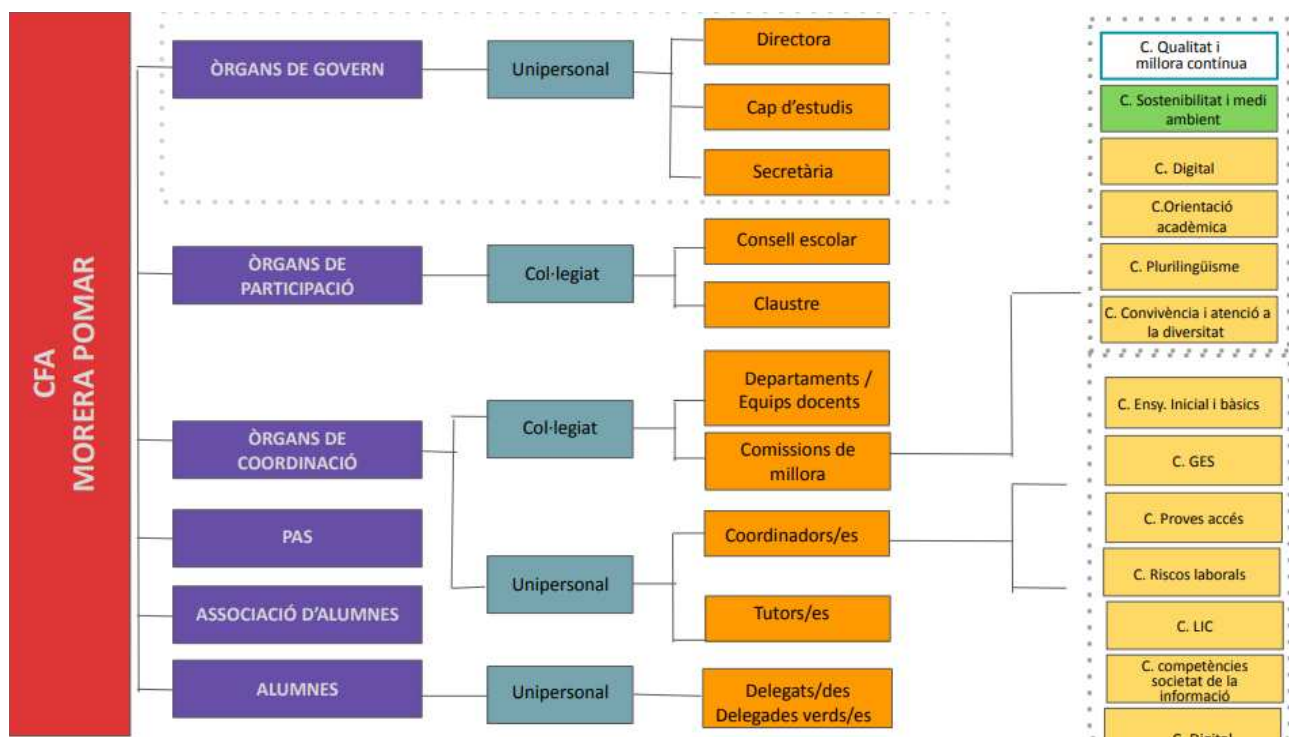 CFA
MORERA POMAR
ÒRGANS DE GOVERN
Unipersonal
Directora
Cap d'estudis
Secretària
ÒRGANS DE
PARTICIPACIÓ
Col·legiat
Consell escolar
Claustre
ÒRGANS DE
COORDINACIÓ
Col·legiat
Departaments /
Equips docents
Comissions de
millora
Unipersonal
Coordinadors/es
Tutors/es
PAS
ASSOCIACIÓ D'ALUMNES
ALUMNES
Unipersonal
Delegats/des
Delegades verds/es
C. Qualitat i
millora contínua
C. Sostenibilitat i medi
ambient
C. Digital
C.Orientació
acadèmica
C. Plurilingüisme
C. Convivència i atenció a
la diversitat
C. Ensy. Inicial i bàsics
C. GES
C. Proves accés
C. Riscos laborals
C. LIC
C. competències
societat de la
informació
C. Digital